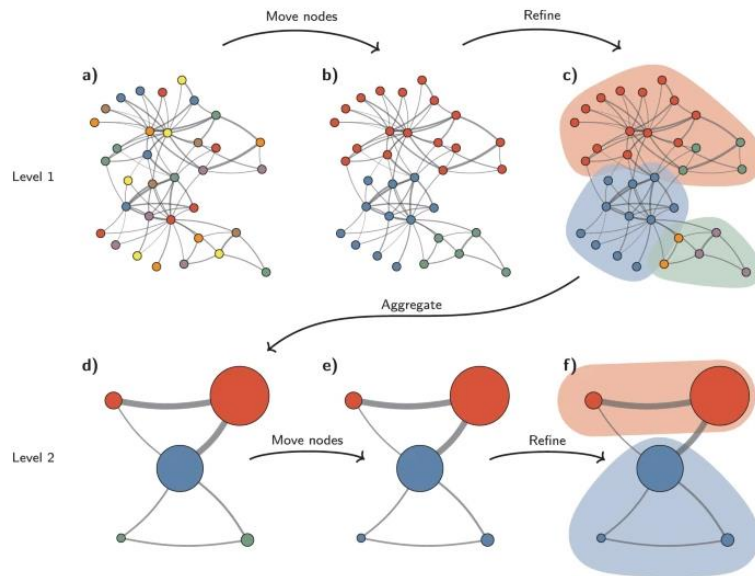 Move nodes
Refine
a)
b)
c)
Level 1
Aggregate
d)
e)
f)
Move nodes
Refine
Level 2